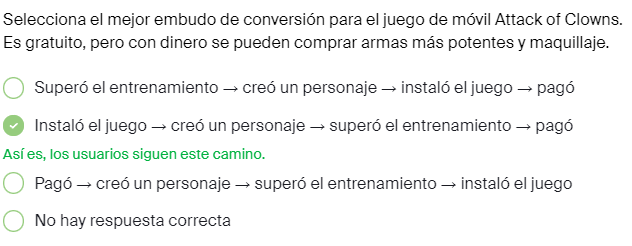 Selecciona el mejor embudo de conversión para el juego de móvil Attack of Clowns.
Es gratuito, pero con dinero se pueden comprar armas más potentes y maquillaje.
Superó el entrenamiento → creó un personaje → instaló el juego → pagó
Instaló el juego → creó un personaje → superó el entrenamiento → pagó
Así es, los usuarios siguen este camino.
Pagó → creó un personaje → superó el entrenamiento → instaló el juego
No hay respuesta correcta